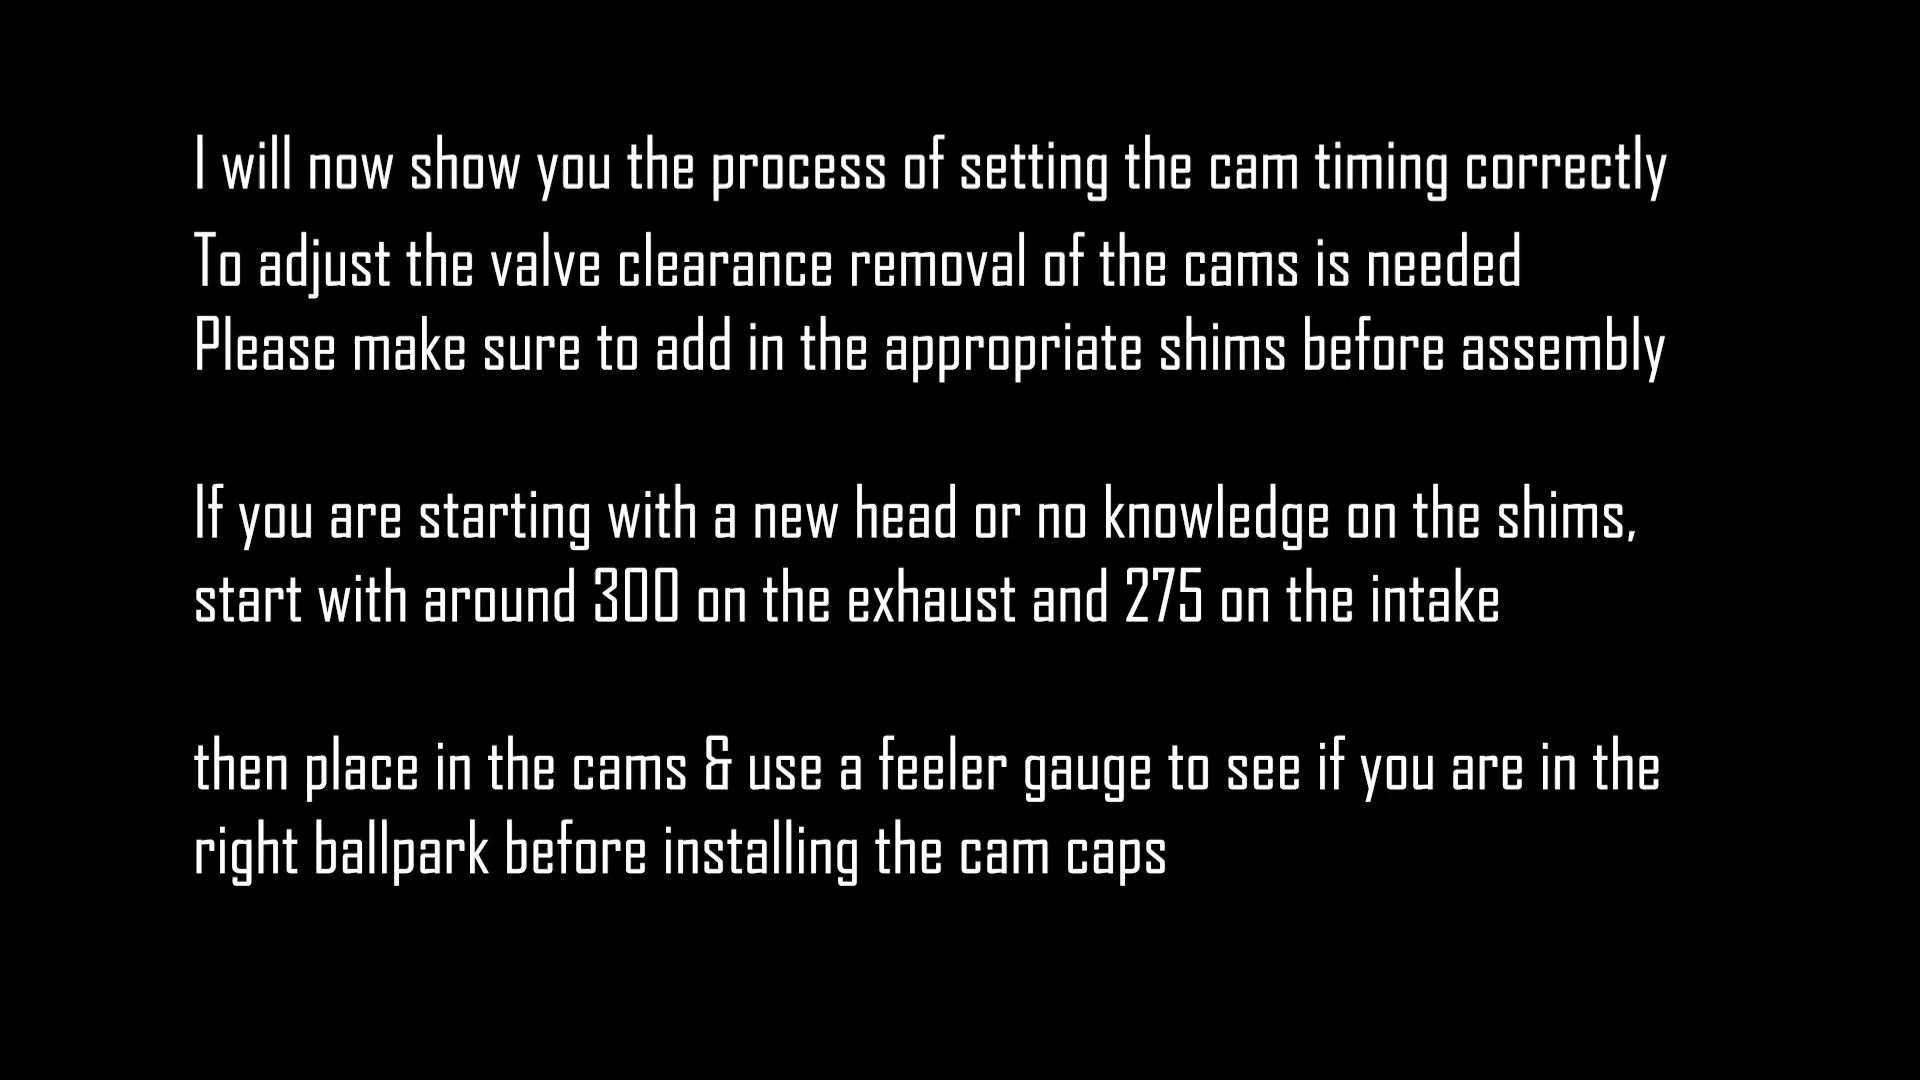 I will now show you the process of setting the cam timing correctly
To adjust the valve clearance removal of the cams is needed
Please make sure to add in the appropriate shims before assembly
If you are starting with a new head or no knowledge on the shims,
start with around 300 on the exhaust and 275 on the intake
then place in the cams & use a feeler gauge to see if you are in the
right ballpark before installing the cam caps